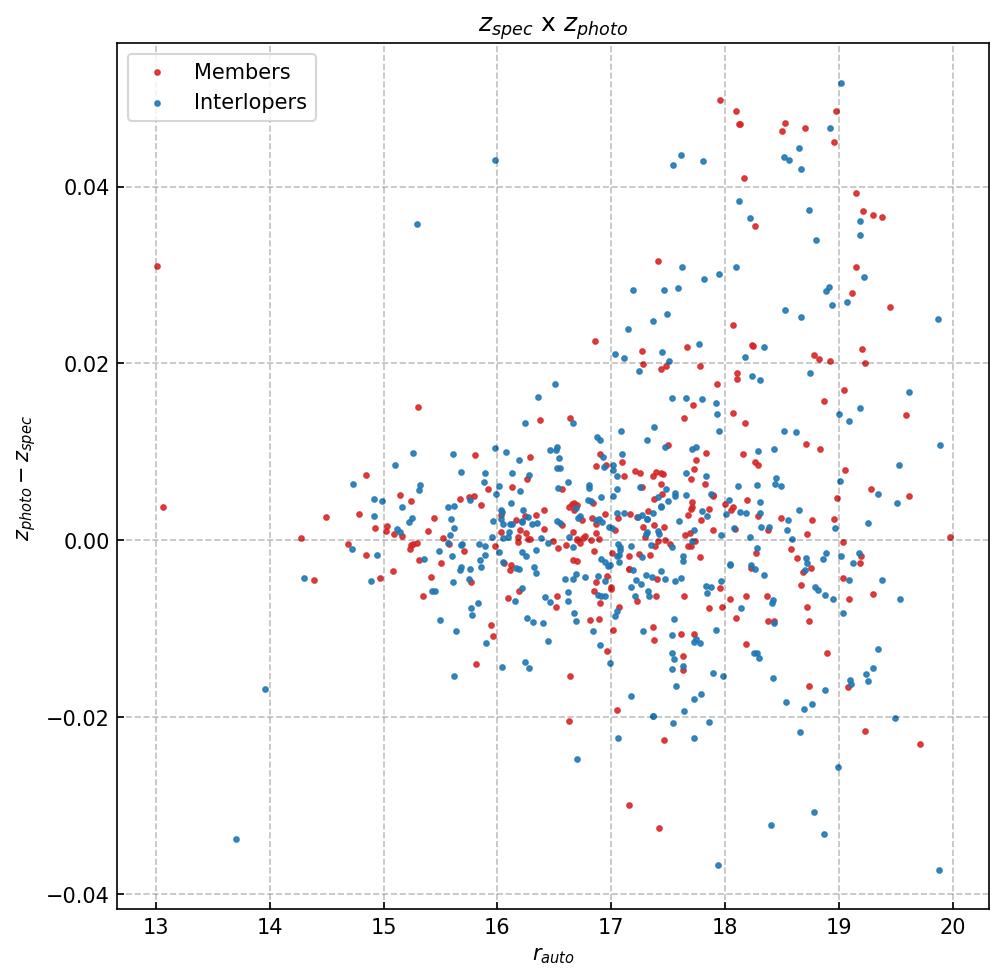 z_spec x z_photo
Members
Interlopers
z_photo − z_spec
0.04
0.02
0.00
−0.02
−0.04
13 14 15 16 17 18 19 20
r_auto